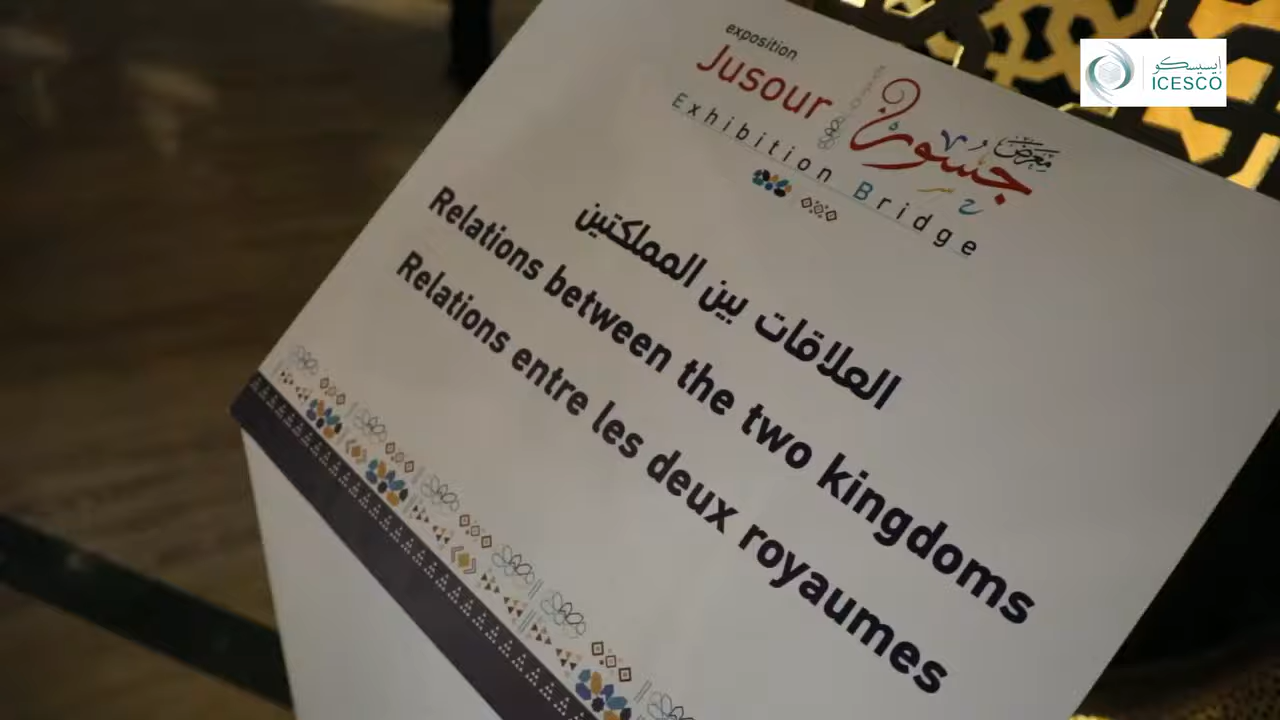 exposition
Jusour
معرض
جسور
Exhibition Bridge
العلاقات بين المملكتين
Relations between the two kingdoms
Relations entre les deux royaumes
إيسيسكو
ICESCO